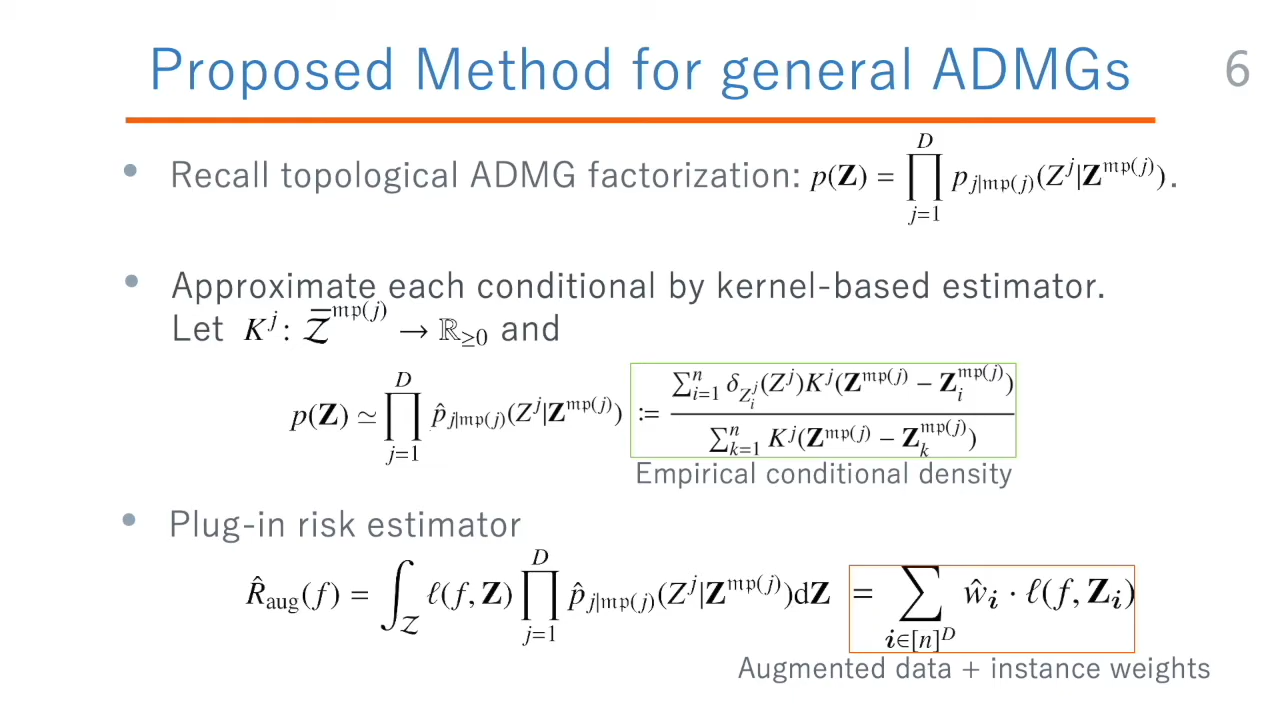 Proposed Method for general ADMGs
6
• Recall topological ADMG factorization: p(𝐙) = ∏_{j=1}^{D} p_{j|𝔪𝔭(j)}(Z^j|𝐙^{𝔪𝔭(j)}).
• Approximate each conditional by kernel-based estimator.
Let K^j: \overline{𝒵}^{𝔪𝔭(j)} → ℝ_{≥0} and
p(𝐙) ≃ ∏_{j=1}^{D} p̂_{j|𝔪𝔭(j)}(Z^j|𝐙^{𝔪𝔭(j)}) := \frac{∑_{i=1}^{n} δ_{Z_i^j}(Z^j)K^j(𝐙^{𝔪𝔭(j)} − 𝐙_i^{𝔪𝔭(j)})}{∑_{k=1}^{n} K^j(𝐙^{𝔪𝔭(j)} − 𝐙_k^{𝔪𝔭(j)})}
Empirical conditional density
• Plug-in risk estimator
R̂_{aug}(f) = ∫_𝒵 ℓ(f, 𝐙) ∏_{j=1}^{D} p̂_{j|𝔪𝔭(j)}(Z^j|𝐙^{𝔪𝔭(j)})d𝐙 = ∑_{𝒊∈[n]^D} ŵ_𝒊 · ℓ(f, 𝐙_𝒊)
Augmented data + instance weights